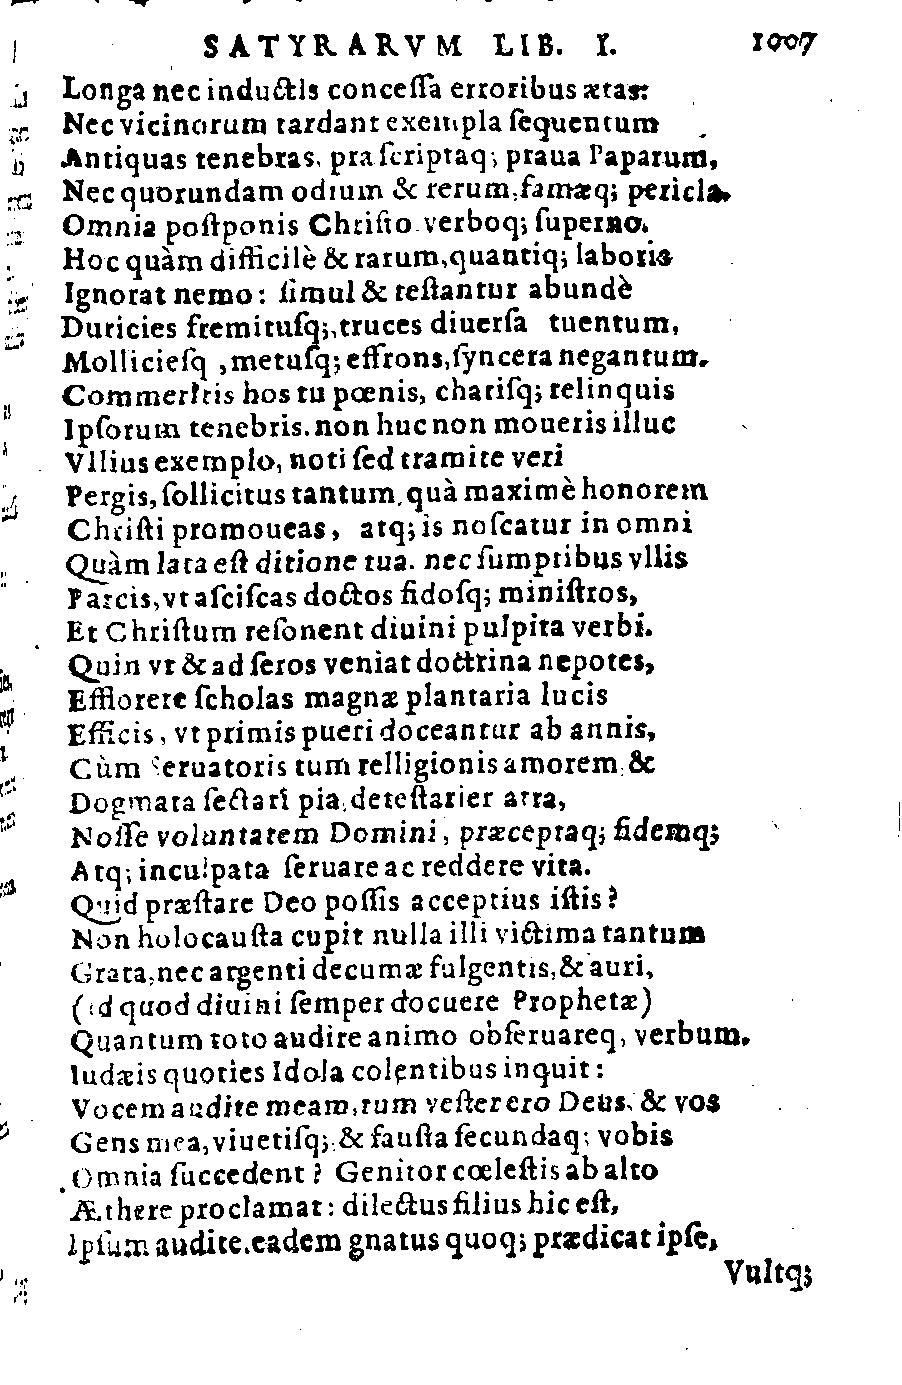 SATYRARVM LIB. I. 1007
Longa nec inductis conceſſa erroribus ætas:
Nec vicinorum tardant exempla ſequentum
Antiquas tenebras, præſcriptaq; praua Paparum,
Nec quorundam odium & rerum, famæq; pericla.
Omnia poſtponis Chriſto verboq; ſuperno.
Hoc quàm difficilè & rarum, quantiq; laboris
Ignorat nemo: ſimul & teſtantur abundè
Duricies fremituſq;, truces diuerſa tuentum,
Mollicieſq, metuſq; effrons, ſyncera negantum.
Commeritis hos tu pœnis, chariſq; relinquis
Ipſorum tenebris. non huc non moueris illuc
Vllius exemplo, noti ſed tramite veri
Pergis, ſollicitus tantum, quà maximè honorem
Chriſti promoueas, atq; is noſcatur in omni
Quàm lata eſt ditione tua. nec ſumptibus vllis
Parcis, vt aſciſcas doctos fidoſq; miniſtros,
Et Chriſtum reſonent diuini pulpita verbi.
Quin vt & ad ſeros veniat doctrina nepotes,
Efflorere ſcholas magnæ plantaria lucis
Efficis, vt primis pueri doceantur ab annis,
Cùm Seruatoris tum relligionis amorem, &
Dogmata ſectari pia, deteſtarier atra,
Noſſe voluntatem Domini, præceptaq; fidemq;
Atq; inculpata ſeruare ac reddere vita.
Quid præſtare Deo poſſis acceptius iſtis?
Non holocauſta cupit nulla illi victima tantum
Grata, nec argenti decumæ fulgentis, & auri,
(id quod diuini ſemper docuere Prophetæ)
Quantum toto audire animo obſeruareq, verbum.
Iudæis quoties Idola colentibus inquit:
Vocem audite meam, tum veſter ero Deus, & vos
Gens mea, viuetiſq; & fauſta ſecundaq; vobis
Omnia ſuccedent? Genitor cœleſtis ab alto
Æthere proclamat: dilectus filius hic eſt,
Ipſum audite. eadem gnatus quoq; prædicat ipſe,
Vultq;